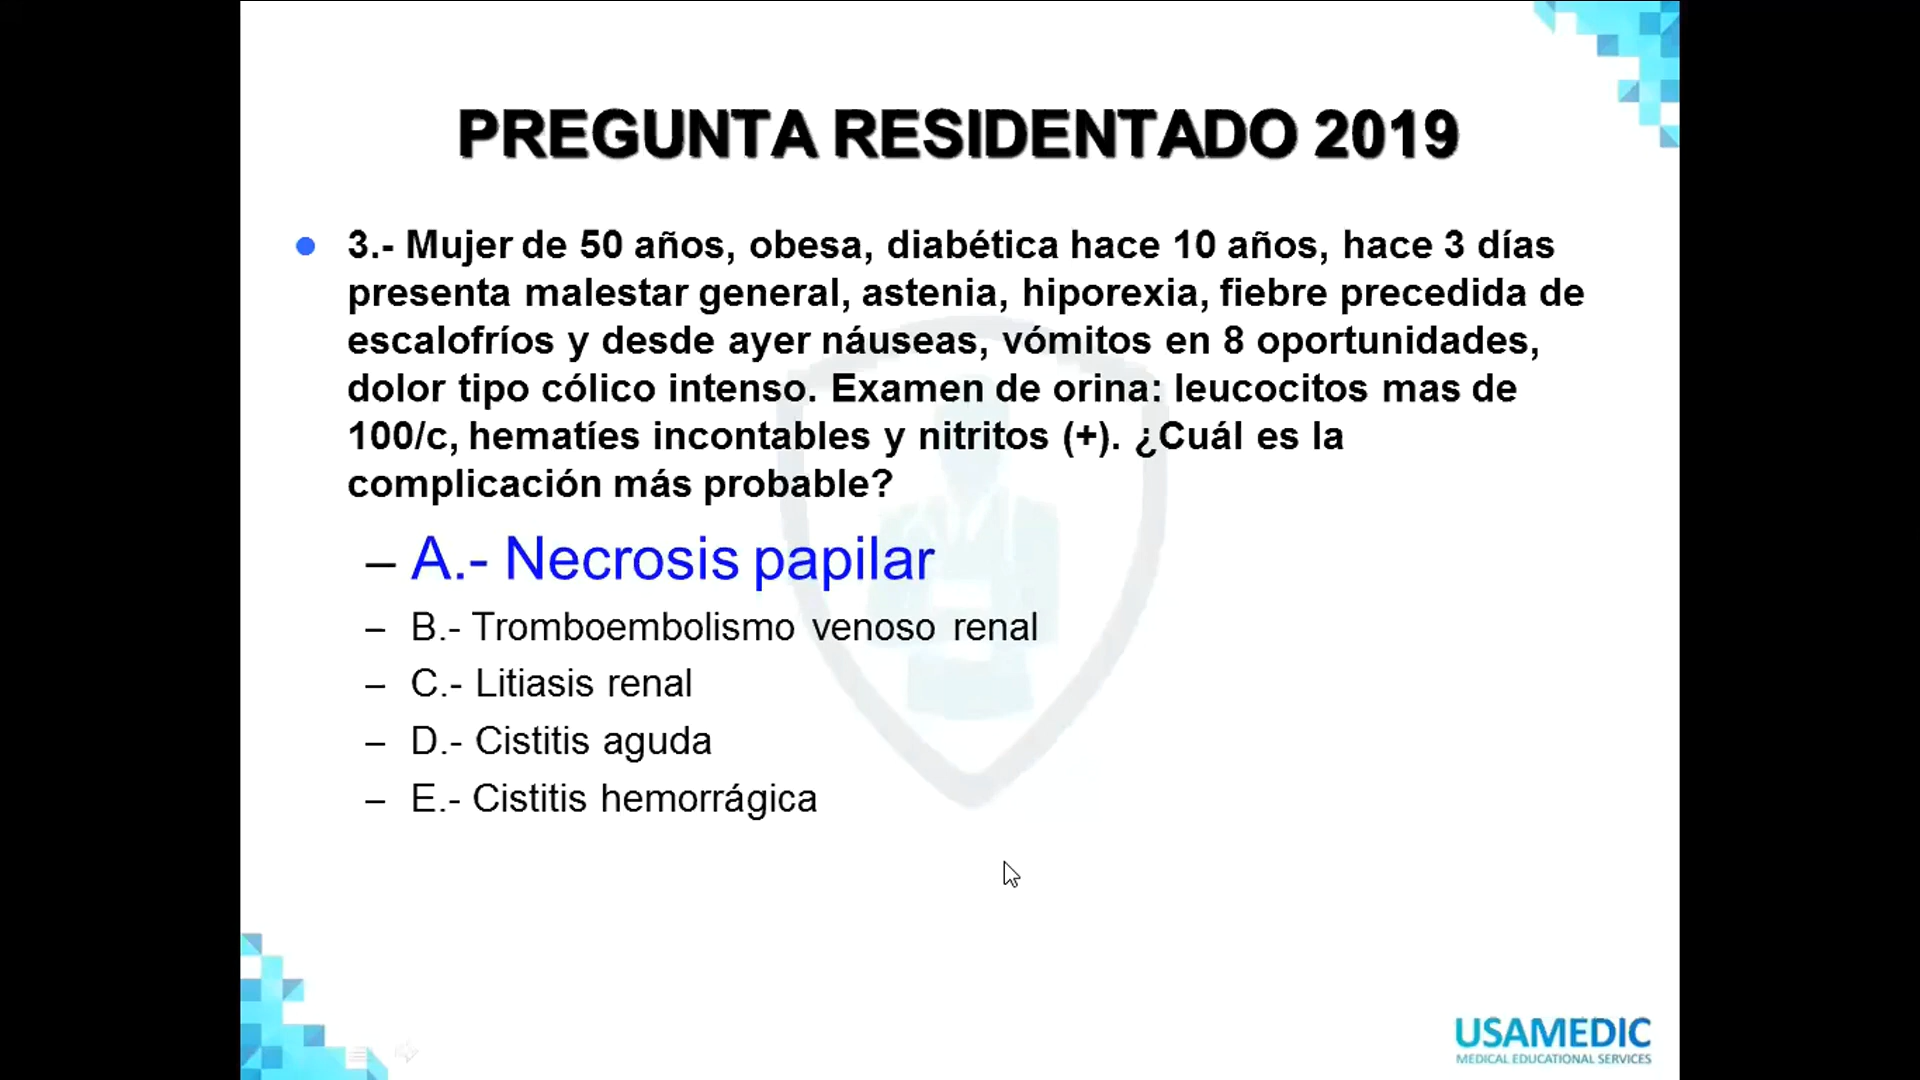 PREGUNTA RESIDENTADO 2019
3.- Mujer de 50 años, obesa, diabética hace 10 años, hace 3 días
presenta malestar general, astenia, hiporexia, fiebre precedida de
escalofríos y desde ayer náuseas, vómitos en 8 oportunidades,
dolor tipo cólico intenso. Examen de orina: leucocitos mas de
100/c, hematíes incontables y nitritos (+). ¿Cuál es la
complicación más probable?
– A.- Necrosis papilar
– B.- Tromboembolismo venoso renal
– C.- Litiasis renal
– D.- Cistitis aguda
– E.- Cistitis hemorrágica
USAMEDIC
MEDICAL EDUCATIONAL SERVICES